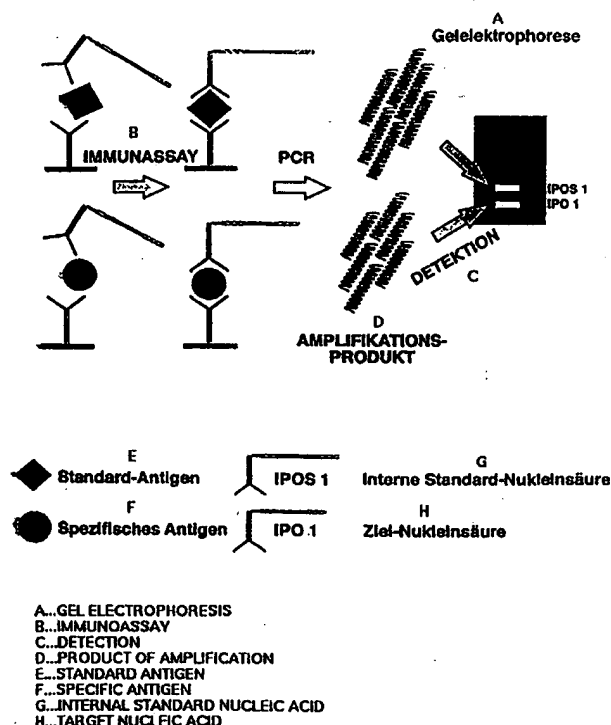 A
Gelelektrophorese
B
IMMUNASSAY
PCR
IPOS 1
IPO 1
DETEKTION
C
D
AMPLIFIKATIONS-
PRODUKT
E
Standard-Antigen
IPOS 1
G
Interne Standard-Nukleinsäure
F
Spezifisches Antigen
IPO 1
H
Ziel-Nukleinsäure
A...GEL ELECTROPHORESIS
B...IMMUNOASSAY
C...DETECTION
D...PRODUCT OF AMPLIFICATION
E...STANDARD ANTIGEN
F...SPECIFIC ANTIGEN
G...INTERNAL STANDARD NUCLEIC ACID
H...TARGET NUCLEIC ACID